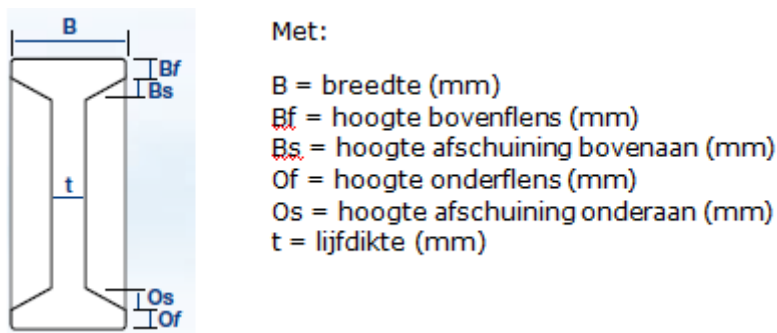 B
Bf
Bs
t
Os
Of
Met:
B = breedte (mm)
Bf = hoogte bovenflens (mm)
Bs = hoogte afschuining bovenaan (mm)
Of = hoogte onderflens (mm)
Os = hoogte afschuining onderaan (mm)
t = lijfdikte (mm)